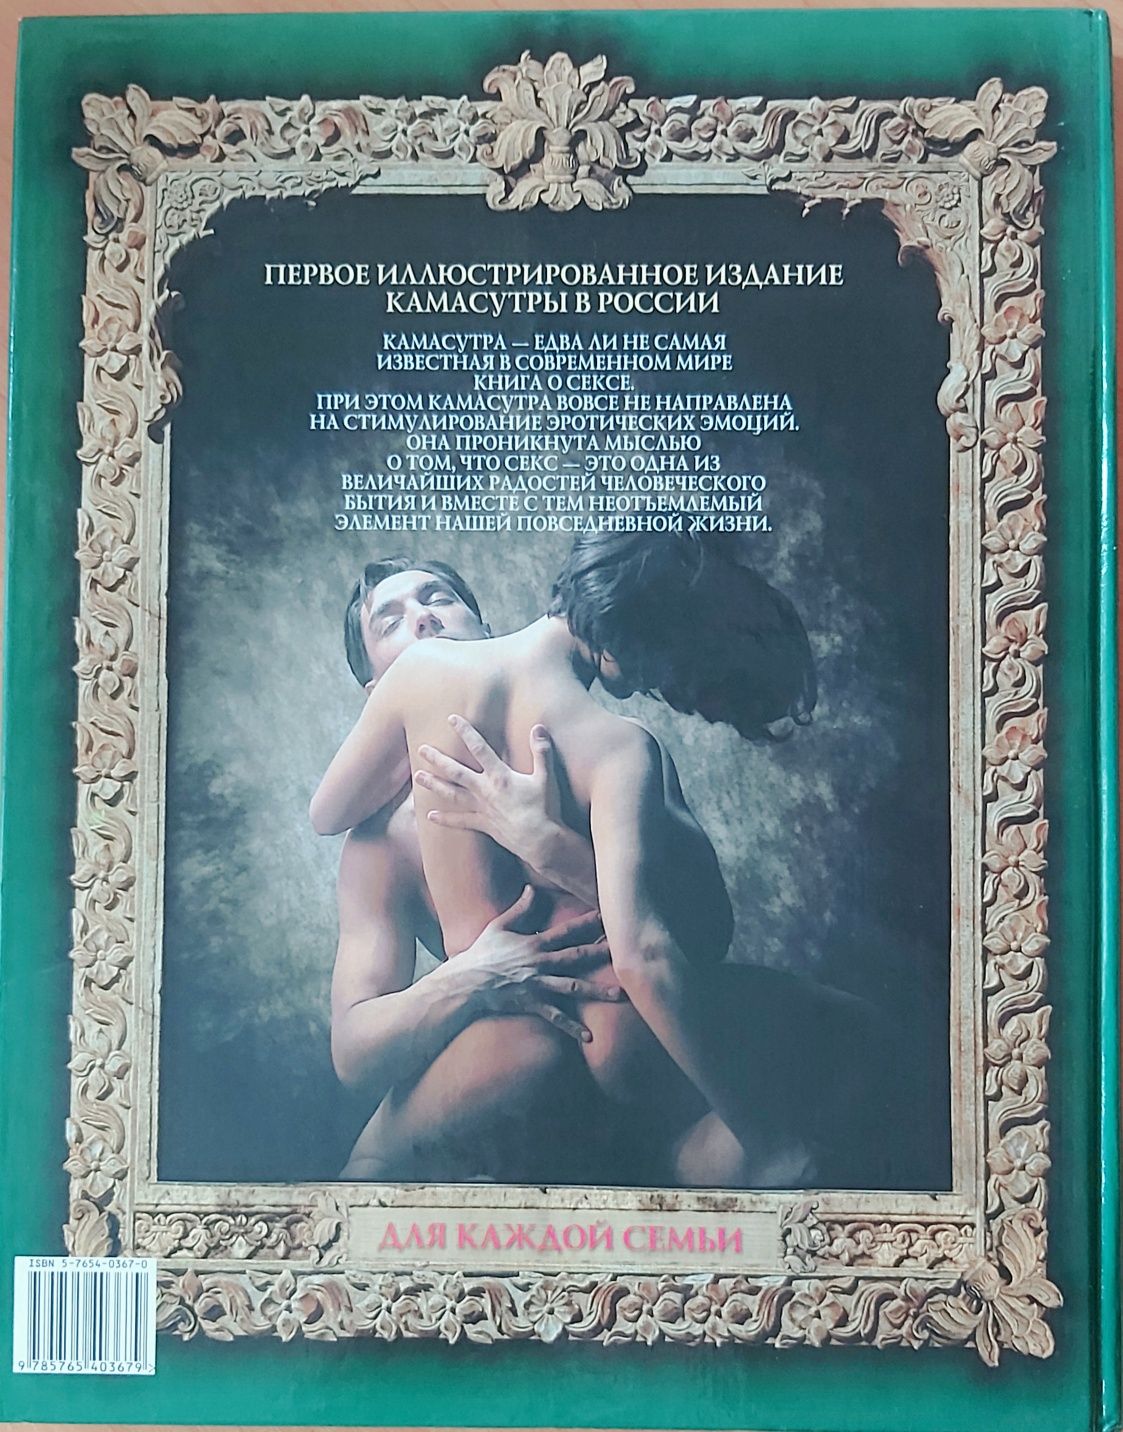 ПЕРВОЕ ИЛЛЮСТРИРОВАННОЕ ИЗДАНИЕ
КАМАСУТРЫ В РОССИИ
КАМАСУТРА — ЕДВА ЛИ НЕ САМАЯ
ИЗВЕСТНАЯ В СОВРЕМЕННОМ МИРЕ
КНИГА О СЕКСЕ.
ПРИ ЭТОМ КАМАСУТРА ВОВСЕ НЕ НАПРАВЛЕНА
НА СТИМУЛИРОВАНИЕ ЭРОТИЧЕСКИХ ЭМОЦИЙ.
ОНА ПРОНИКНУТА МЫСЛЬЮ
О ТОМ, ЧТО СЕКС — ЭТО ОДНА ИЗ
ВЕЛИЧАЙШИХ РАДОСТЕЙ ЧЕЛОВЕЧЕСКОГО
БЫТИЯ И ВМЕСТЕ С ТЕМ НЕОТЪЕМЛЕМЫЙ
ЭЛЕМЕНТ НАШЕЙ ПОВСЕДНЕВНОЙ ЖИЗНИ.
ДЛЯ КАЖДОЙ СЕМЬИ
ISBN 5-7654-0367-0
9 785765 403679 >